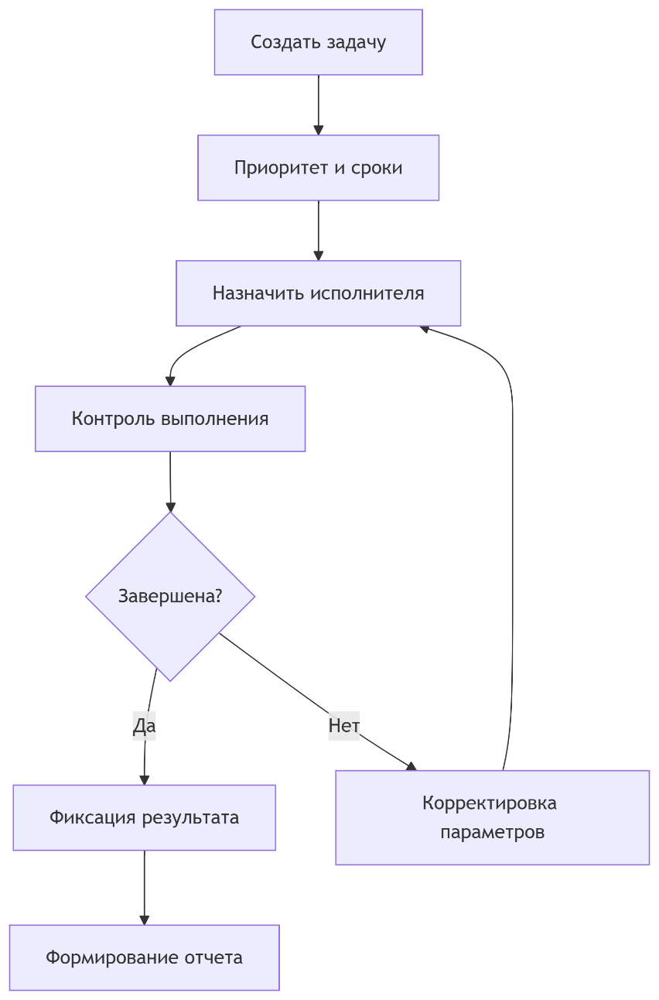 Создать задачу
Приоритет и сроки
Назначить исполнителя
Контроль выполнения
Завершена?
Да
Нет
Фиксация результата
Корректировка
параметров
Формирование отчета